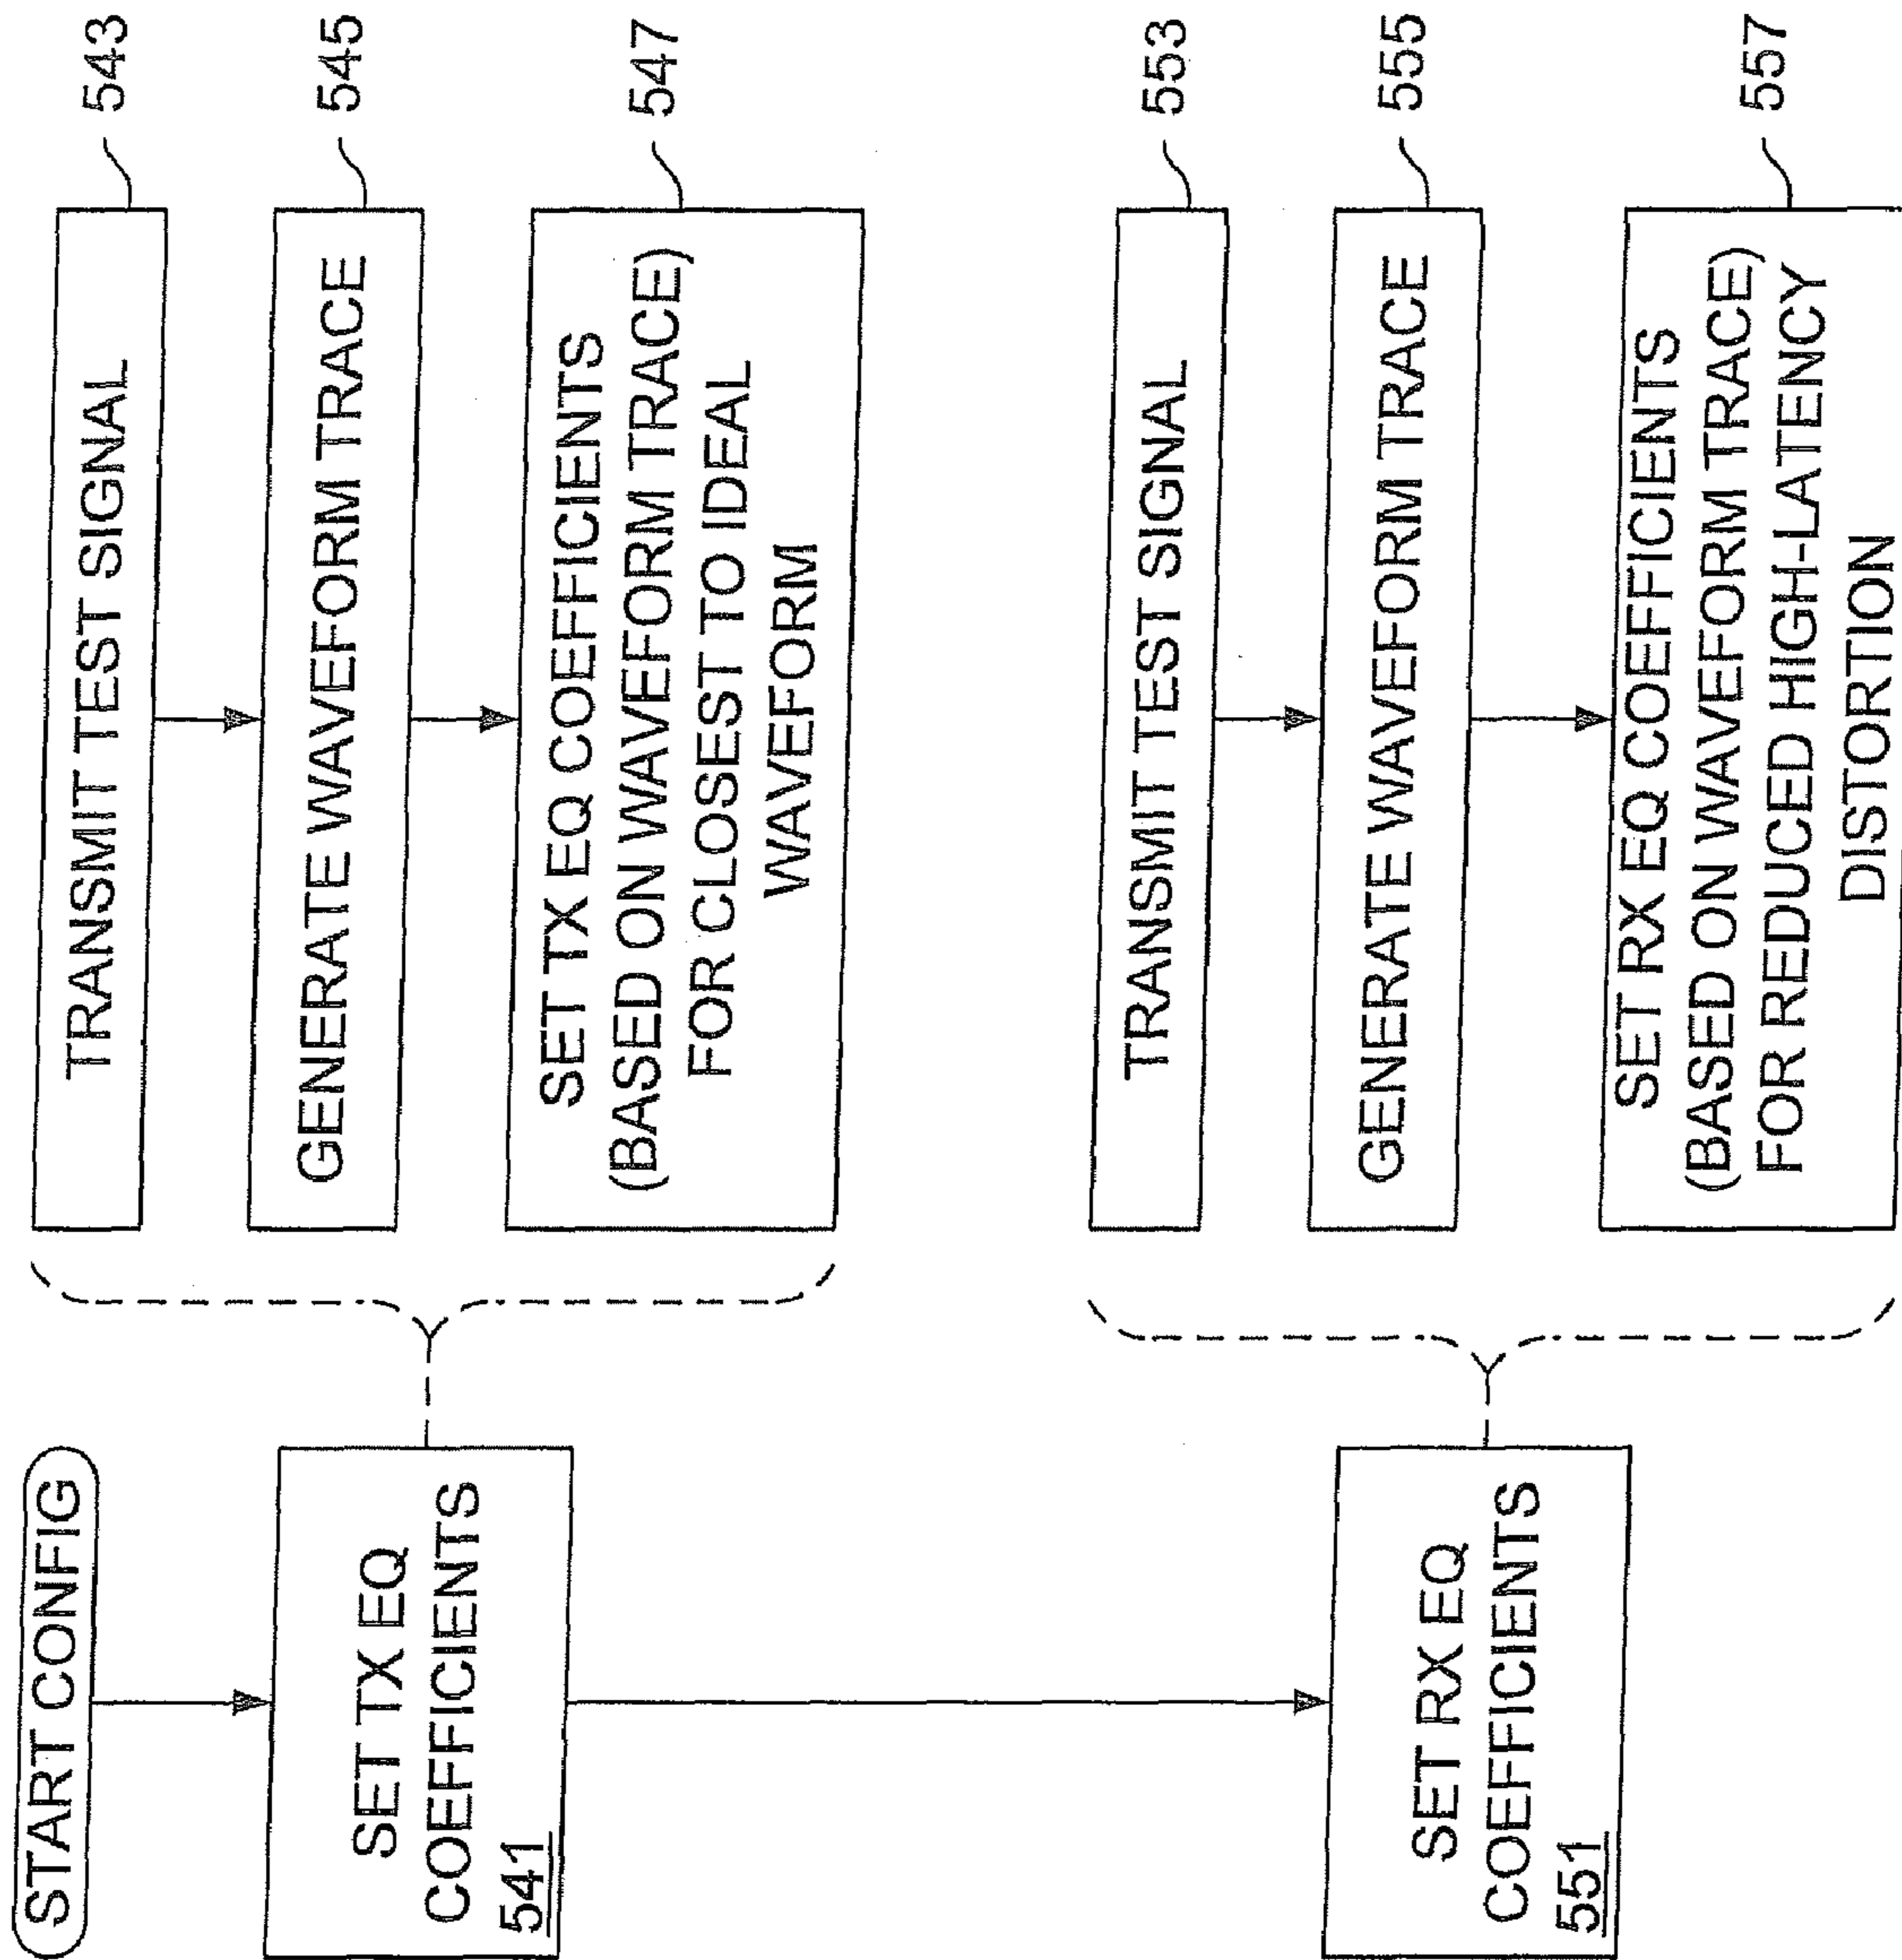 START CONFIG
SET TX EQ
COEFFICIENTS
541
TRANSMIT TEST SIGNAL
543
GENERATE WAVEFORM TRACE
545
SET TX EQ COEFFICIENTS
(BASED ON WAVEFORM TRACE)
FOR CLOSEST TO IDEAL
WAVEFORM
547
SET RX EQ
COEFFICIENTS
551
TRANSMIT TEST SIGNAL
553
GENERATE WAVEFORM TRACE
555
SET RX EQ COEFFICIENTS
(BASED ON WAVEFORM TRACE)
FOR REDUCED HIGH-LATENCY
DISTORTION
557